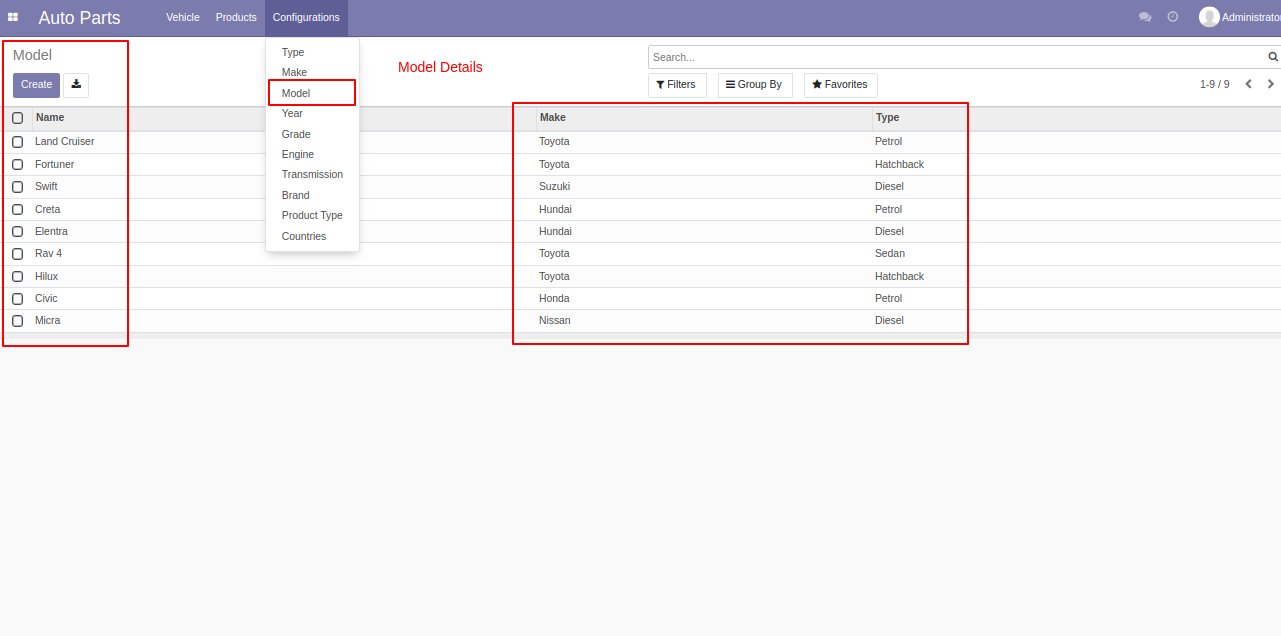 Auto Parts Vehicle Products Configurations Administrator
Model
Create
Type
Make
Model
Year
Grade
Engine
Transmission
Brand
Product Type
Countries
Model Details
Search...
Filters Group By Favorites 1-9 / 9
Name Make Type
Land Cruiser Toyota Petrol
Fortuner Toyota Hatchback
Swift Suzuki Diesel
Creta Hundai Petrol
Elentra Hundai Diesel
Rav 4 Toyota Sedan
Hilux Toyota Hatchback
Civic Honda Petrol
Micra Nissan Diesel